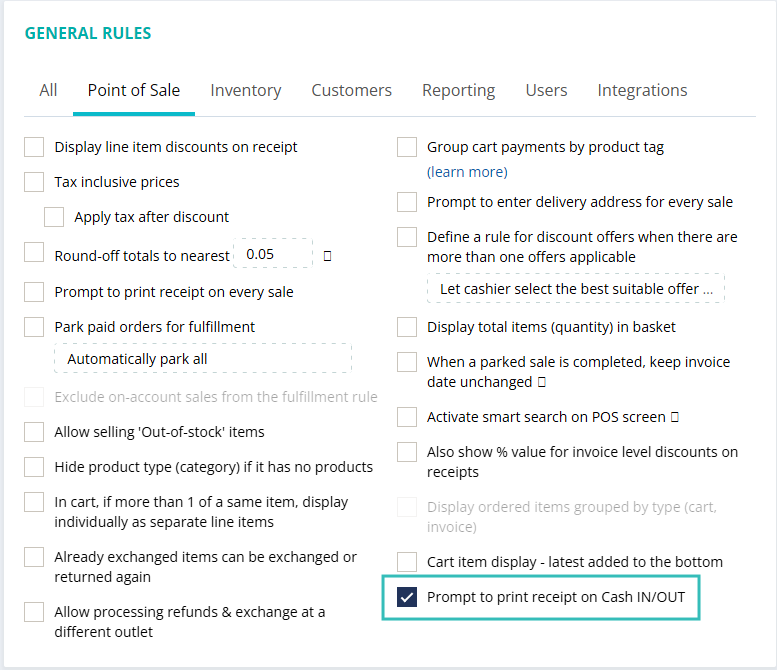 GENERAL RULES
All Point of Sale Inventory Customers Reporting Users Integrations
Display line item discounts on receipt
Tax inclusive prices
Apply tax after discount
Round-off totals to nearest 0.05
Prompt to print receipt on every sale
Park paid orders for fulfillment
Automatically park all
Exclude on-account sales from the fulfillment rule
Allow selling 'Out-of-stock' items
Hide product type (category) if it has no products
In cart, if more than 1 of a same item, display
individually as separate line items
Already exchanged items can be exchanged or
returned again
Allow processing refunds & exchange at a
different outlet
Group cart payments by product tag
(learn more)
Prompt to enter delivery address for every sale
Define a rule for discount offers when there are
more than one offers applicable
Let cashier select the best suitable offer ...
Display total items (quantity) in basket
When a parked sale is completed, keep invoice
date unchanged
Activate smart search on POS screen
Also show % value for invoice level discounts on
receipts
Display ordered items grouped by type (cart,
invoice)
Cart item display - latest added to the bottom
Prompt to print receipt on Cash IN/OUT